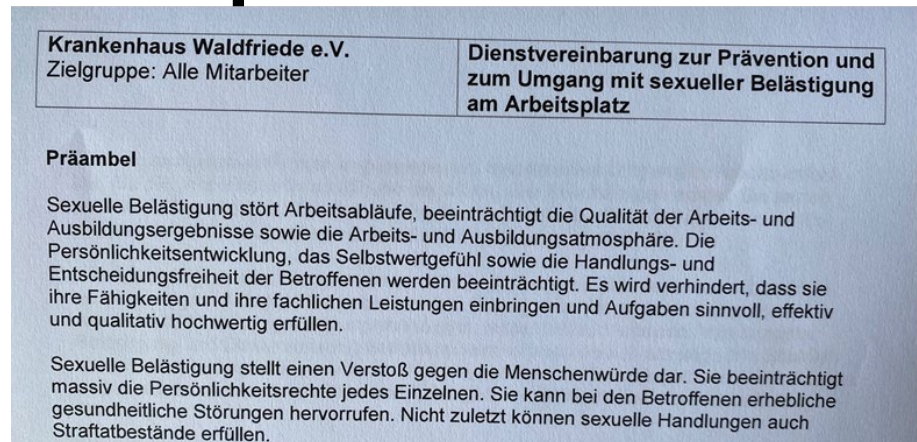 Krankenhaus Waldfriede e.V.
Zielgruppe: Alle Mitarbeiter
Dienstvereinbarung zur Prävention und
zum Umgang mit sexueller Belästigung
am Arbeitsplatz
Präambel
Sexuelle Belästigung stört Arbeitsabläufe, beeinträchtigt die Qualität der Arbeits- und
Ausbildungsergebnisse sowie die Arbeits- und Ausbildungsatmosphäre. Die
Persönlichkeitsentwicklung, das Selbstwertgefühl sowie die Handlungs- und
Entscheidungsfreiheit der Betroffenen werden beeinträchtigt. Es wird verhindert, dass sie
ihre Fähigkeiten und ihre fachlichen Leistungen einbringen und Aufgaben sinnvoll, effektiv
und qualitativ hochwertig erfüllen.
Sexuelle Belästigung stellt einen Verstoß gegen die Menschenwürde dar. Sie beeinträchtigt
massiv die Persönlichkeitsrechte jedes Einzelnen. Sie kann bei den Betroffenen erhebliche
gesundheitliche Störungen hervorrufen. Nicht zuletzt können sexuelle Handlungen auch
Straftatbestände erfüllen.